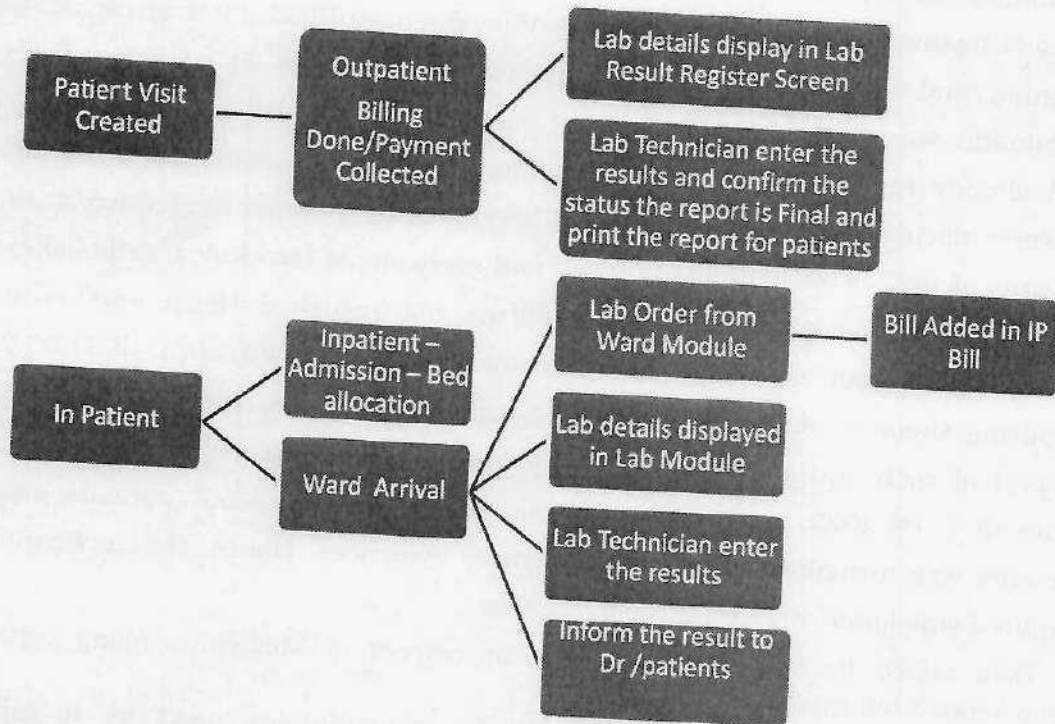 Patient Visit
Created
Outpatient
Billing
Done/Payment
Collected
Lab details display in Lab
Result Register Screen
Lab Technician enter the
results and confirm the
status the report is Final and
print the report for patients
In Patient
Inpatient –
Admission – Bed
allocation
Ward Arrival
Lab Order from
Ward Module
Bill Added in IP
Bill
Lab details displayed
in Lab Module
Lab Technician enter
the results
Inform the result to
Dr /patients